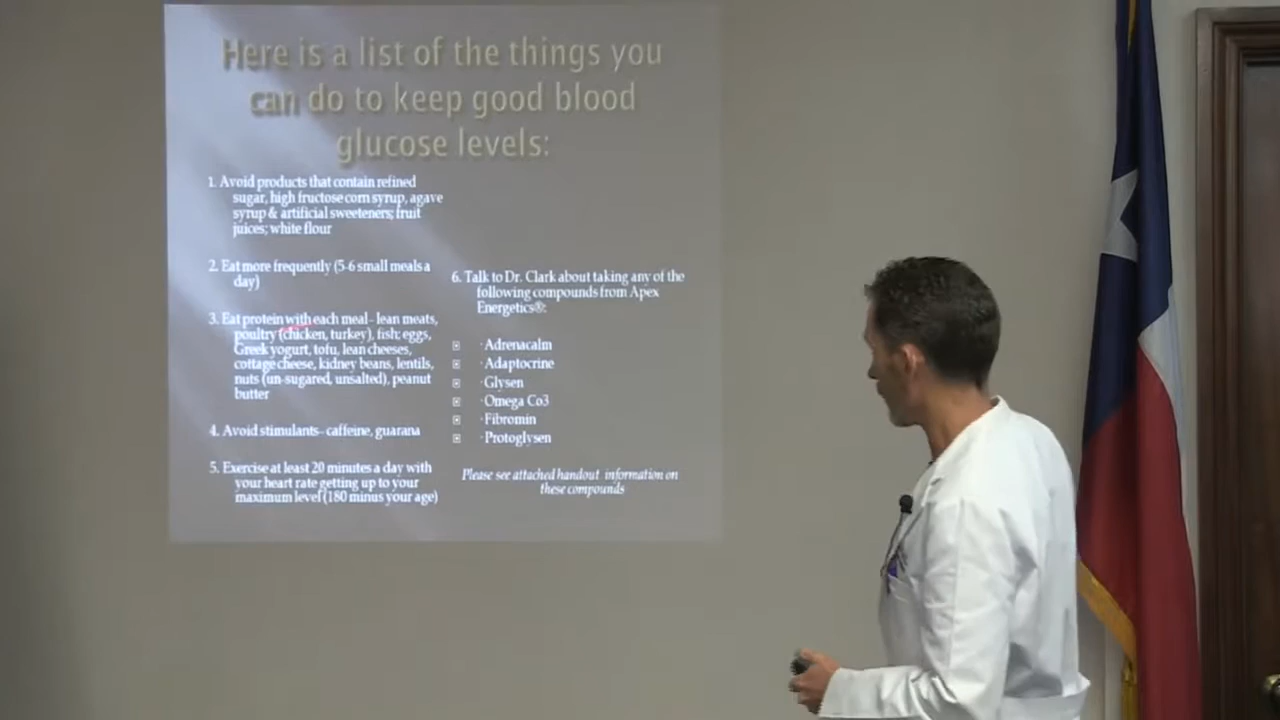 Here is a list of the things you
can do to keep good blood
glucose levels:
1. Avoid products that contain refined
sugar, high fructose corn syrup, agave
syrup & artificial sweeteners; fruit
juices; white flour
2. Eat more frequently (5-6 small meals a
day)
3. Eat protein with each meal- lean meats,
poultry (chicken, turkey), fish; eggs,
Greek yogurt, tofu, lean cheeses,
cottage cheese, kidney beans, lentils,
nuts (un-sugared, unsalted), peanut
butter
4. Avoid stimulants- caffeine, guarana
5. Exercise at least 20 minutes a day with
your heart rate getting up to your
maximum level (180 minus your age)
6. Talk to Dr. Clark about taking any of the
following compounds from Apex
Energetics®:
· Adrenacalm
· Adaptocrine
· Glysen
· Omega Co3
· Fibromin
· Protoglysen
Please see attached handout information on
these compounds